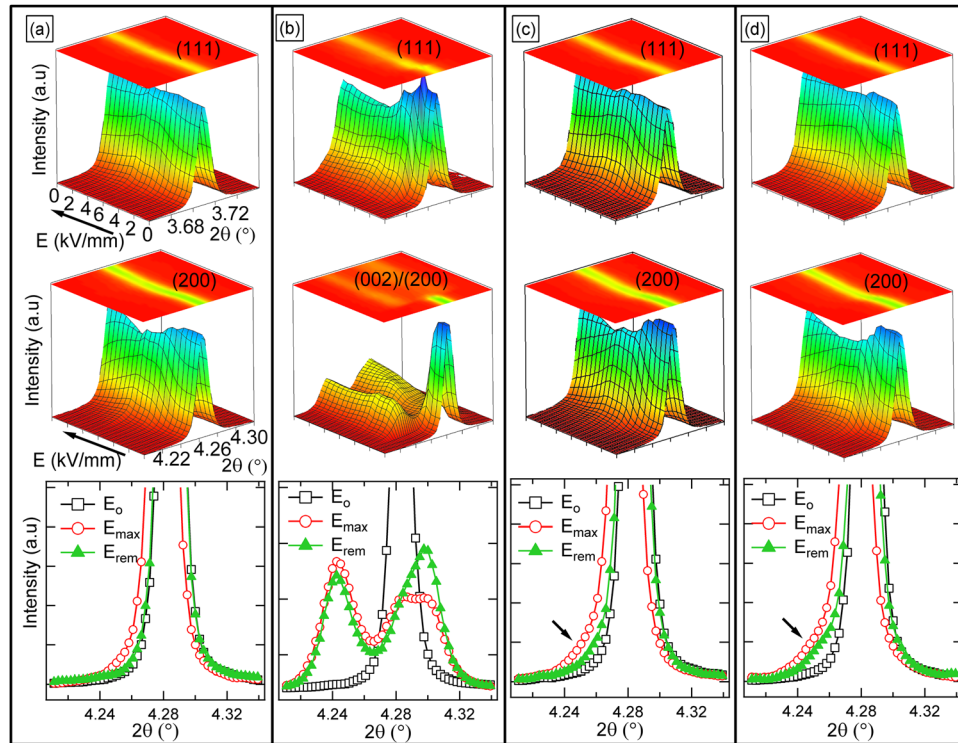 (a)
(b)
(c)
(d)
(111)
(111)
(111)
(111)
Intensity (a.u)
0 2 4 6 4 2 0
3.68
3.72
E (kV/mm)
2θ (°)
(200)
(002)/(200)
(200)
(200)
Intensity (a.u)
4.22
4.26
4.30
E (kV/mm)
2θ (°)
Intensity (a.u)
Eo
Emax
Erem
Eo
Emax
Erem
Eo
Emax
Erem
Eo
Emax
Erem
4.24 4.28 4.32
4.24 4.28 4.32
4.24 4.28 4.32
4.24 4.28 4.32
2θ (°)
2θ (°)
2θ (°)
2θ (°)